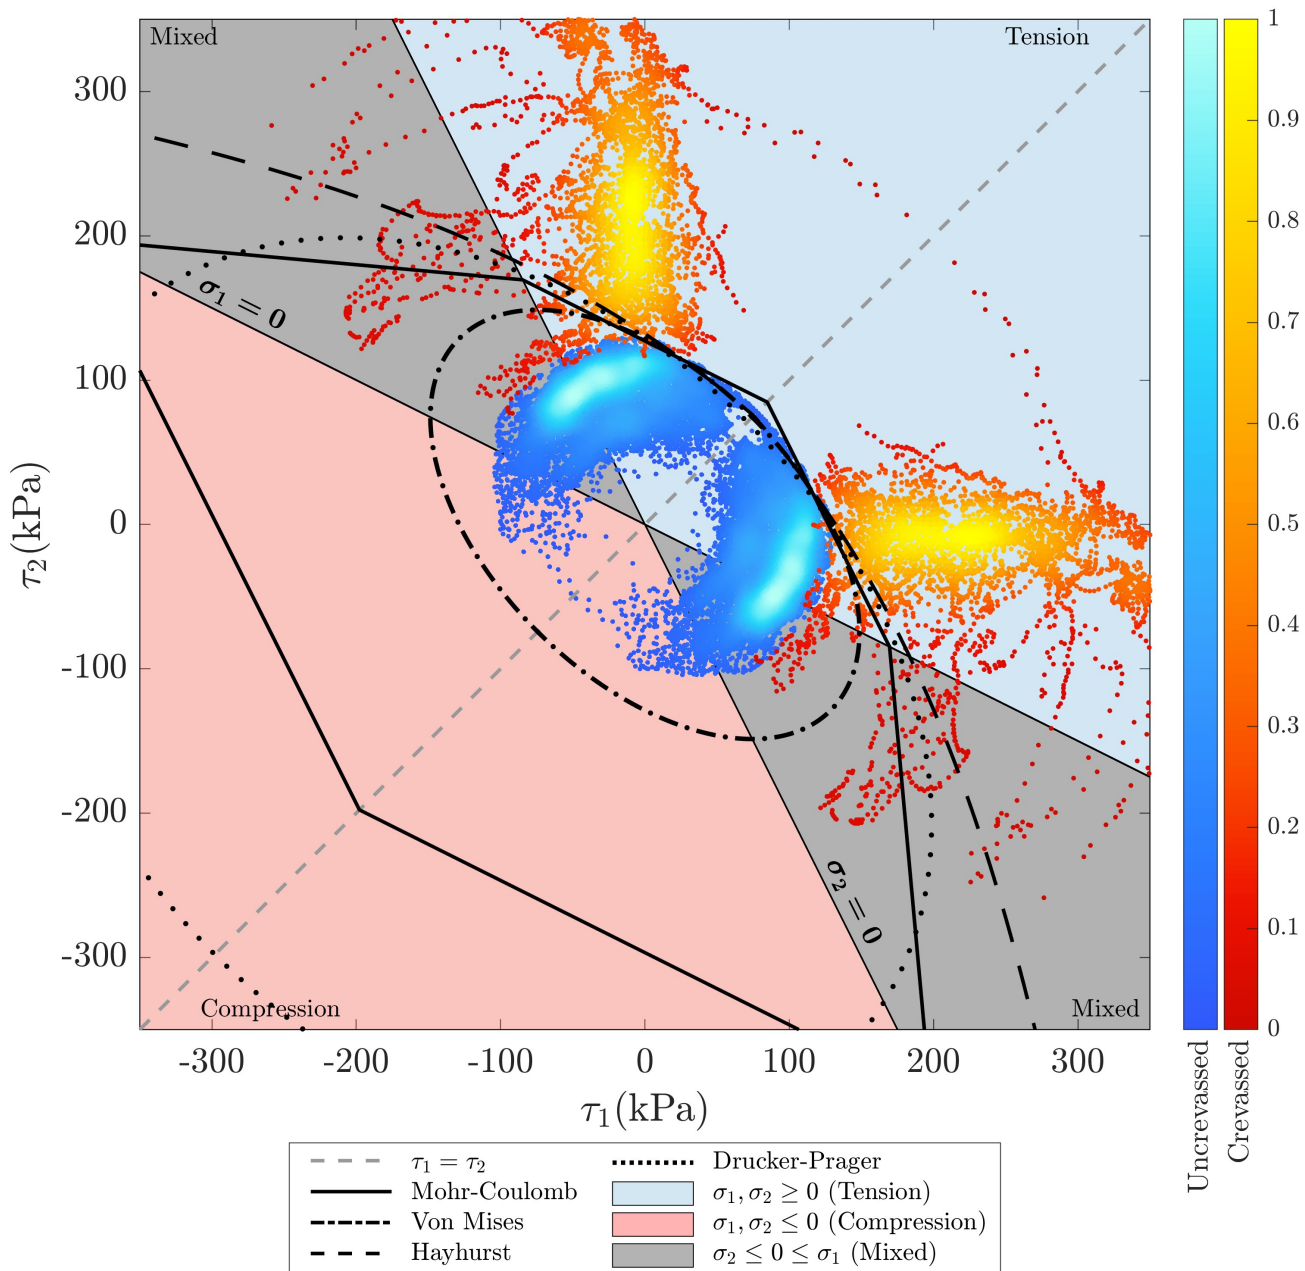 Mixed
Tension
300
200
100
0
-100
-200
-300
τ₂(kPa)
σ₁ = 0
σ₂ = 0
Compression
Mixed
-300
-200
-100
0
100
200
300
τ₁(kPa)
1
0.9
0.8
0.7
0.6
0.5
0.4
0.3
0.2
0.1
0
Uncrevassed
Crevassed
τ₁ = τ₂
Mohr-Coulomb
Von Mises
Hayhurst
Drucker-Prager
σ₁, σ₂ ≥ 0 (Tension)
σ₁, σ₂ ≤ 0 (Compression)
σ₂ ≤ 0 ≤ σ₁ (Mixed)